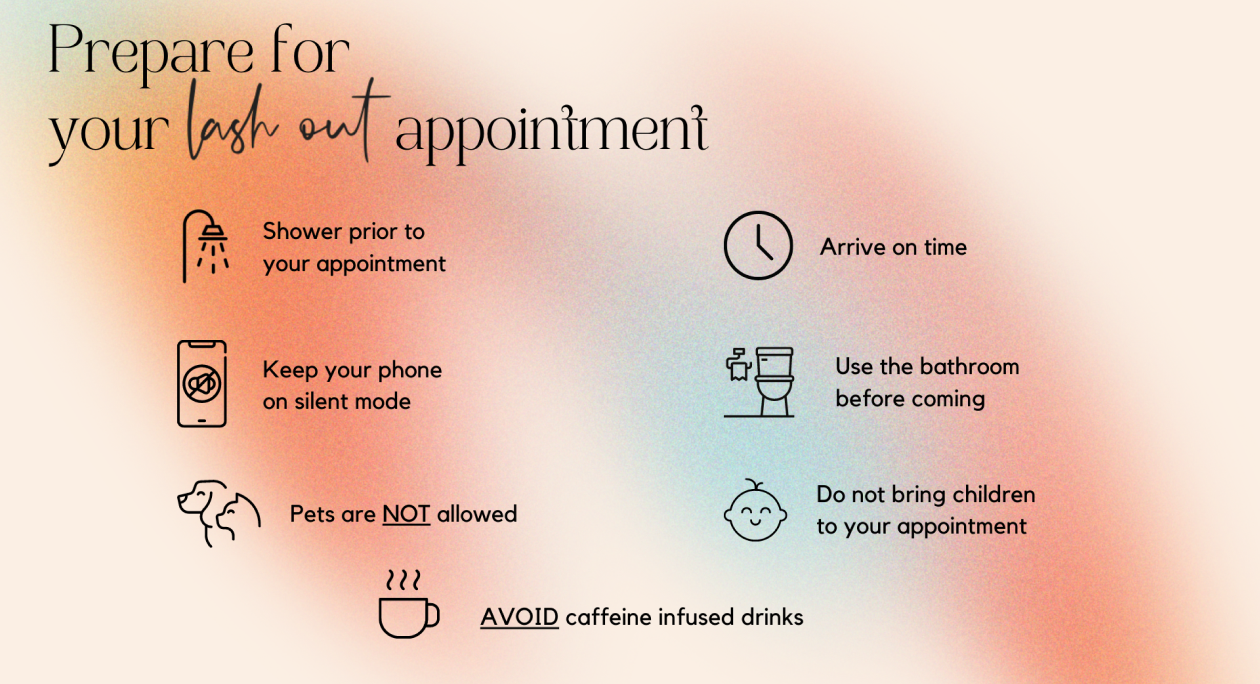 Prepare for
your lash out appointment
Shower prior to
your appointment
Arrive on time
Keep your phone
on silent mode
Use the bathroom
before coming
Pets are NOT allowed
Do not bring children
to your appointment
AVOID caffeine infused drinks